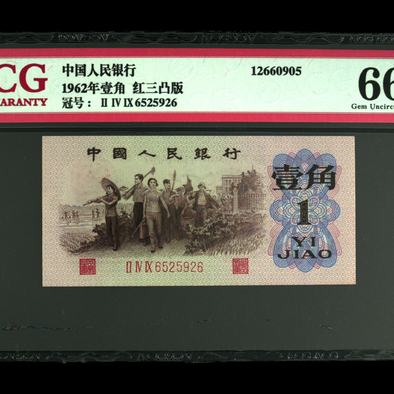 CG
ARANTY
中国人民银行
1962年壹角 红三凸版
冠号： II IV IX 6525926
12660905
66
Gem Uncirc
中國人民銀行
壹角
1
YI
JIAO
II IV IX 6525926